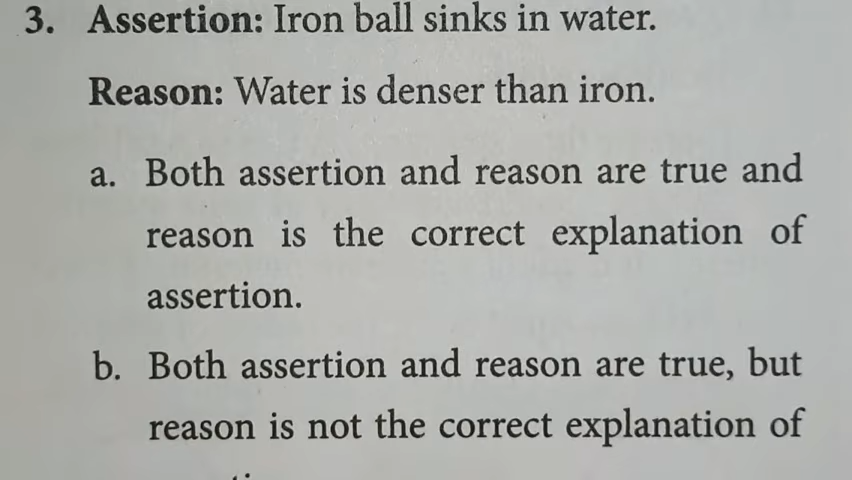 3. Assertion: Iron ball sinks in water.
Reason: Water is denser than iron.
a. Both assertion and reason are true and
reason is the correct explanation of
assertion.
b. Both assertion and reason are true, but
reason is not the correct explanation of